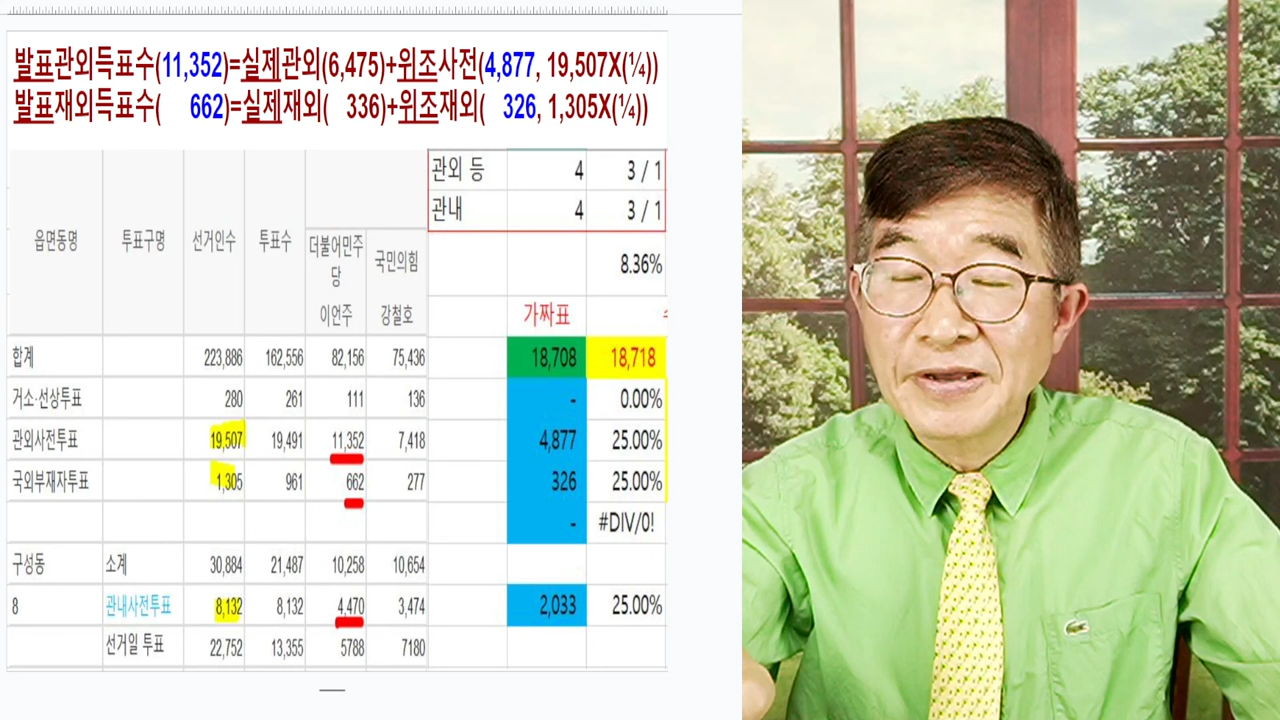 발표관외득표수(11,352)=실제관외(6,475)+위조사전(4,877, 19,507X(¼))
발표재외득표수( 662)=실제재외( 336)+위조재외( 326, 1,305X(¼))
관외 등 4 3 / 1
관내 4 3 / 1
읍면동명 투표구명 선거인수 투표수 더불어민주당 이언주 국민의힘 강철호
8.36%
가짜표
합계 223,886 162,556 82,156 75,436 18,708 18,718
거소·선상투표 280 261 111 136 - 0.00%
관외사전투표 19,507 19,491 11,352 7,418 4,877 25.00%
국외부재자투표 1,305 961 662 277 326 25.00%
- #DIV/0!
구성동 소계 30,884 21,487 10,258 10,654
8 관내사전투표 8,132 8,132 4,470 3,474 2,033 25.00%
선거일 투표 22,752 13,355 5788 7180